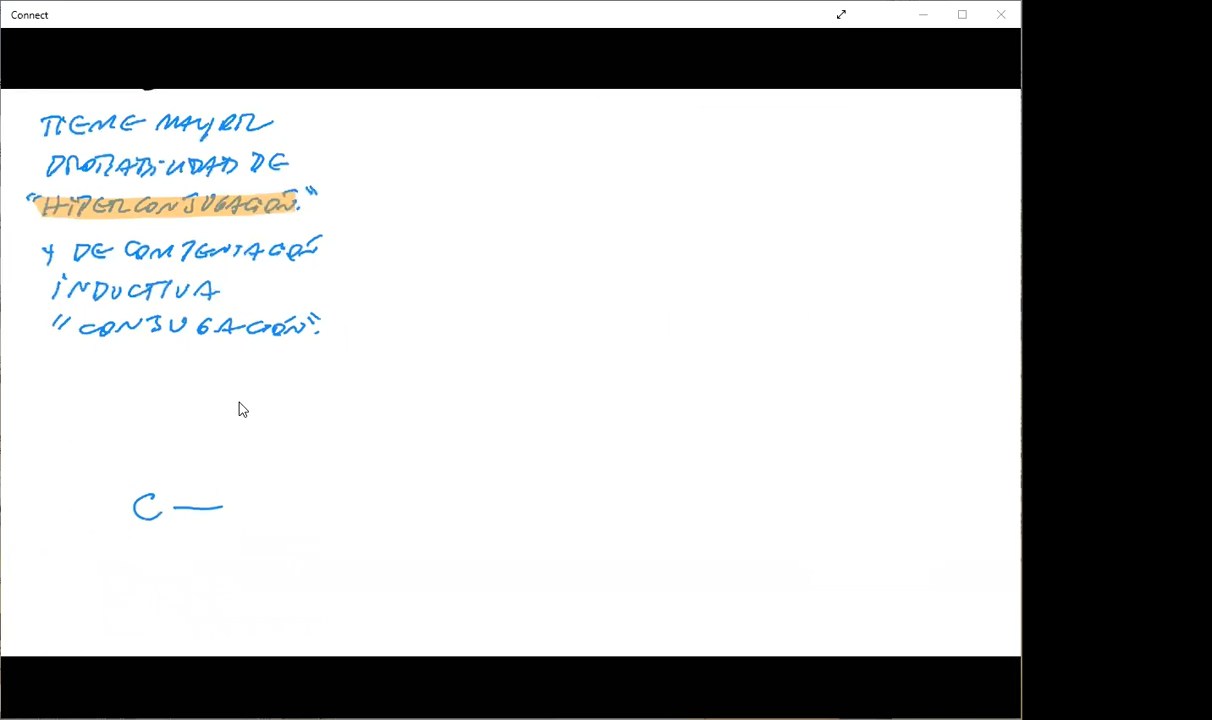 Connect
TIENE MAYOR
PROBABILIDAD DE
"HIPERCONJUGACIÓN."
Y DE COMPENSACIÓN
INDUCTIVA
"CONJUGACIÓN".
C —